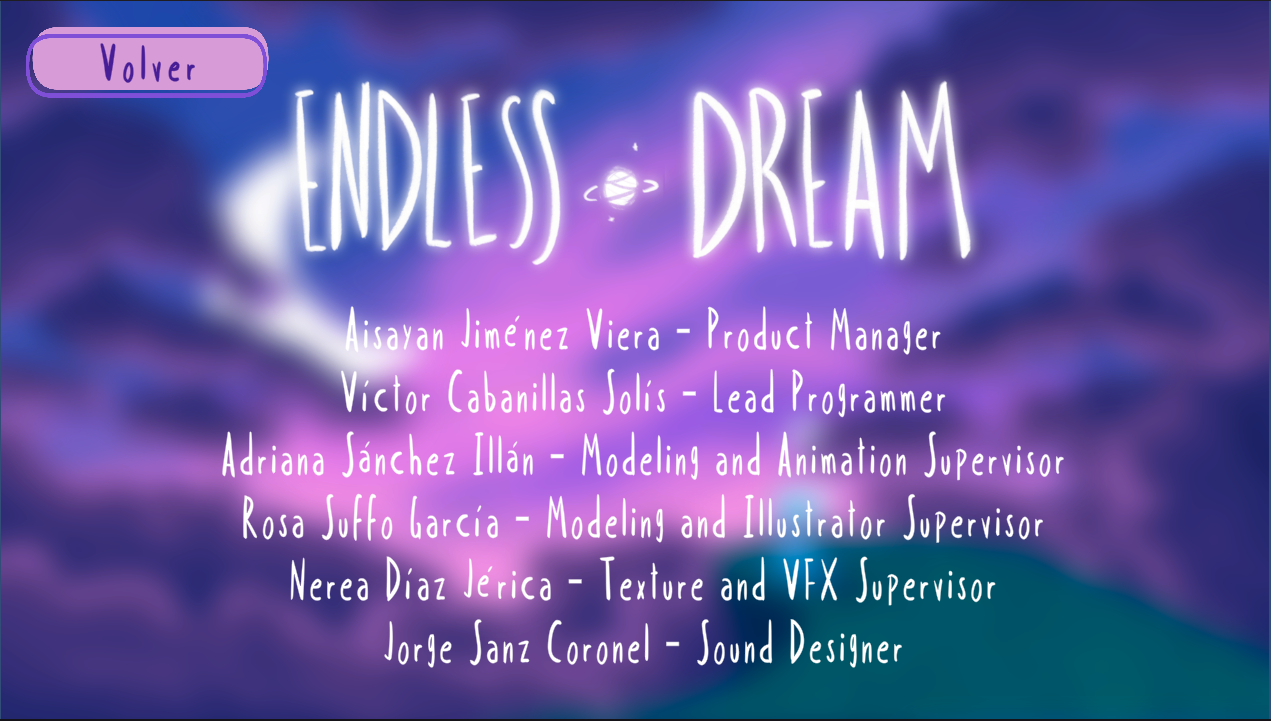 Volver
ENDLESS DREAM
Aisayan Jiménez Viera - Product Manager
Víctor Cabanillas Solís - Lead Programmer
Adriana Sánchez Illán - Modeling and Animation Supervisor
Rosa Suffo García - Modeling and Illustrator Supervisor
Nerea Díaz Jérica - Texture and VFX Supervisor
Jorge Sanz Coronel - Sound Designer